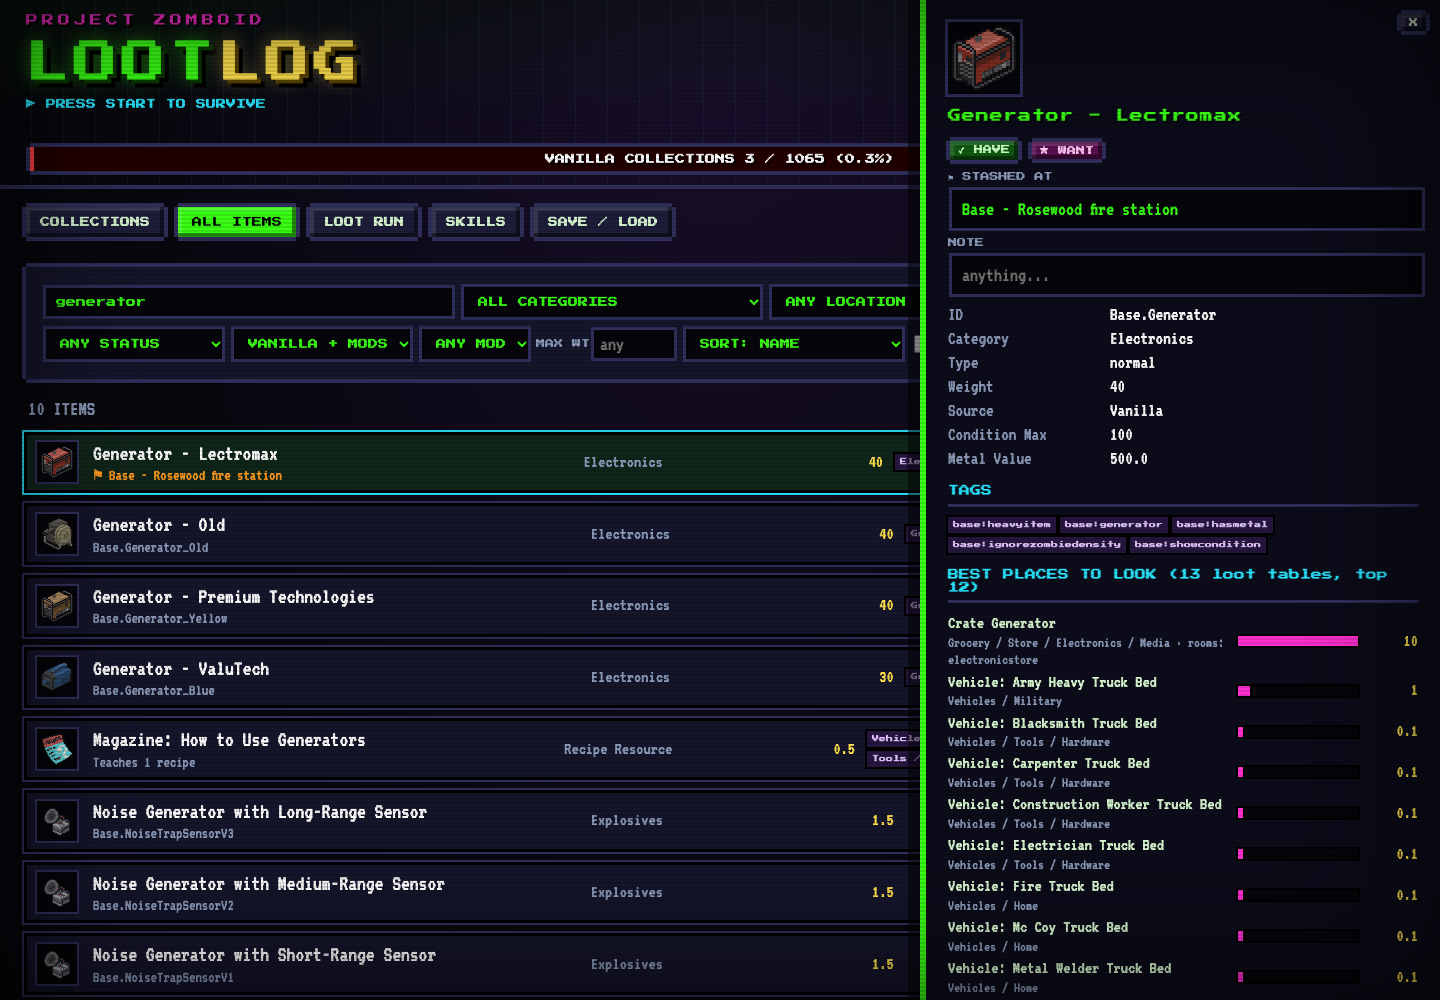 PROJECT ZOMBOID
LOOTLOG
▶ PRESS START TO SURVIVE
VANILLA COLLECTIONS 3 / 1065 (0.3%)
COLLECTIONS
ALL ITEMS
LOOT RUN
SKILLS
SAVE / LOAD
generator
ALL CATEGORIES
ANY LOCATION
ANY STATUS
VANILLA + MODS
ANY MOD
MAX WT
any
SORT: NAME
10 ITEMS
Generator - Lectromax
⚑ Base - Rosewood fire station
Electronics
40
Generator - Old
Base.Generator_Old
Electronics
40
Generator - Premium Technologies
Base.Generator_Yellow
Electronics
40
Generator - ValuTech
Base.Generator_Blue
Electronics
30
Magazine: How to Use Generators
Teaches 1 recipe
Recipe Resource
0.5
Tools /
Noise Generator with Long-Range Sensor
Base.NoiseTrapSensorV3
Explosives
1.5
Noise Generator with Medium-Range Sensor
Base.NoiseTrapSensorV2
Explosives
1.5
Noise Generator with Short-Range Sensor
Base.NoiseTrapSensorV1
Explosives
1.5
X
Generator - Lectromax
✓ HAVE
★ WANT
⚑ STASHED AT
Base - Rosewood fire station
NOTE
anything...
ID Base.Generator
Category Electronics
Type normal
Weight 40
Source Vanilla
Condition Max 100
Metal Value 500.0
TAGS
base:heavyitem base:generator base:hasmetal
base:ignorezombiedensity base:showcondition
BEST PLACES TO LOOK (13 loot tables, top
12)
Crate Generator
Grocery / Store / Electronics / Media · rooms:
electronicstore
10
Vehicle: Army Heavy Truck Bed
Vehicles / Military
1
Vehicle: Blacksmith Truck Bed
Vehicles / Tools / Hardware
0.1
Vehicle: Carpenter Truck Bed
Vehicles / Tools / Hardware
0.1
Vehicle: Construction Worker Truck Bed
Vehicles / Tools / Hardware
0.1
Vehicle: Electrician Truck Bed
Vehicles / Tools / Hardware
0.1
Vehicle: Fire Truck Bed
Vehicles / Home
0.1
Vehicle: Mc Coy Truck Bed
Vehicles / Home
0.1
Vehicle: Metal Welder Truck Bed
Vehicles / Home
0.1